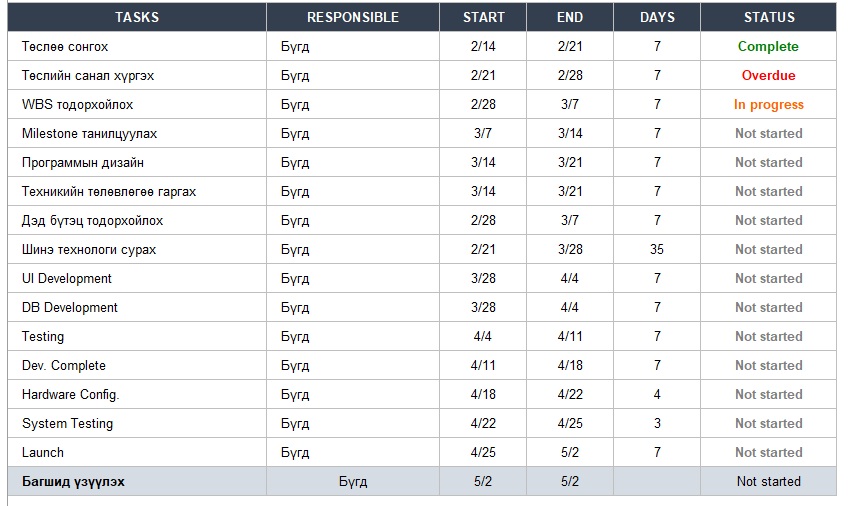 TASKS RESPONSIBLE START END DAYS STATUS
Төслөө сонгох Бүгд 2/14 2/21 7 Complete
Төслийн санал хүргэх Бүгд 2/21 2/28 7 Overdue
WBS тодорхойлох Бүгд 2/28 3/7 7 In progress
Milestone танилцуулах Бүгд 3/7 3/14 7 Not started
Программын дизайн Бүгд 3/14 3/21 7 Not started
Техникийн төлөвлөгөө гаргах Бүгд 3/14 3/21 7 Not started
Дэд бүтэц тодорхойлох Бүгд 2/28 3/7 7 Not started
Шинэ технологи сурах Бүгд 2/21 3/28 35 Not started
UI Development Бүгд 3/28 4/4 7 Not started
DB Development Бүгд 3/28 4/4 7 Not started
Testing Бүгд 4/4 4/11 7 Not started
Dev. Complete Бүгд 4/11 4/18 7 Not started
Hardware Config. Бүгд 4/18 4/22 4 Not started
System Testing Бүгд 4/22 4/25 3 Not started
Launch Бүгд 4/25 5/2 7 Not started
Багшид үзүүлэх Бүгд 5/2 5/2 Not started